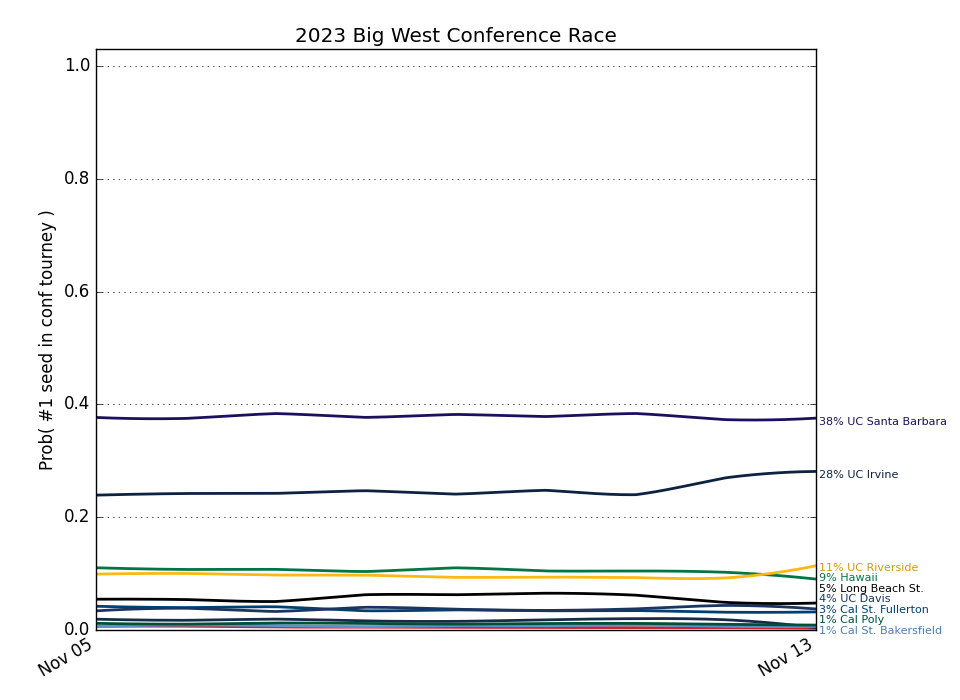 2023 Big West Conference Race
Prob( #1 seed in conf tourney )
1.0
0.8
0.6
0.4
0.2
0.0
38% UC Santa Barbara
28% UC Irvine
11% UC Riverside
9% Hawaii
5% Long Beach St.
4% UC Davis
3% Cal St. Fullerton
1% Cal Poly
1% Cal St. Bakersfield
Nov 05
Nov 13